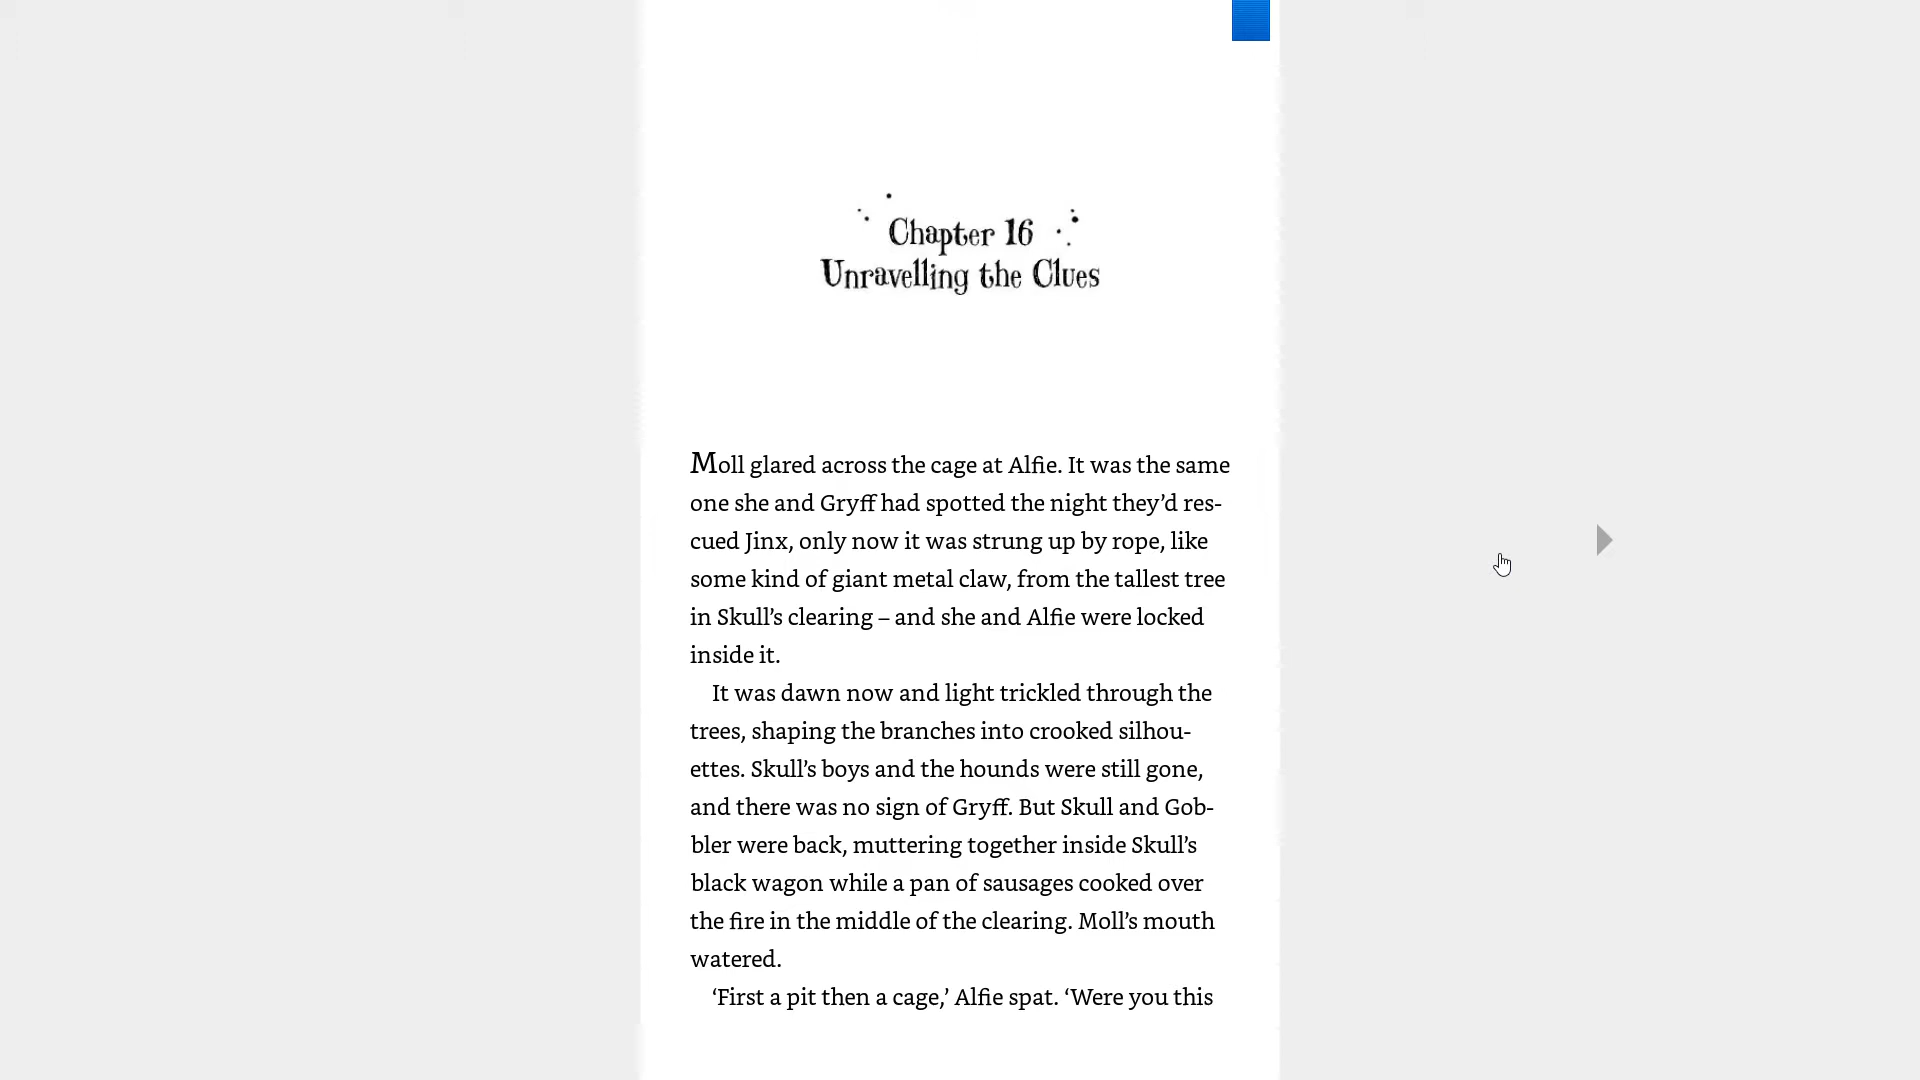 Chapter 16
Unravelling the Clues
Moll glared across the cage at Alfie. It was the same
one she and Gryff had spotted the night they’d res-
cued Jinx, only now it was strung up by rope, like
some kind of giant metal claw, from the tallest tree
in Skull’s clearing – and she and Alfie were locked
inside it.
It was dawn now and light trickled through the
trees, shaping the branches into crooked silhou-
ettes. Skull’s boys and the hounds were still gone,
and there was no sign of Gryff. But Skull and Gob-
bler were back, muttering together inside Skull’s
black wagon while a pan of sausages cooked over
the fire in the middle of the clearing. Moll’s mouth
watered.
‘First a pit then a cage,’ Alfie spat. ‘Were you this